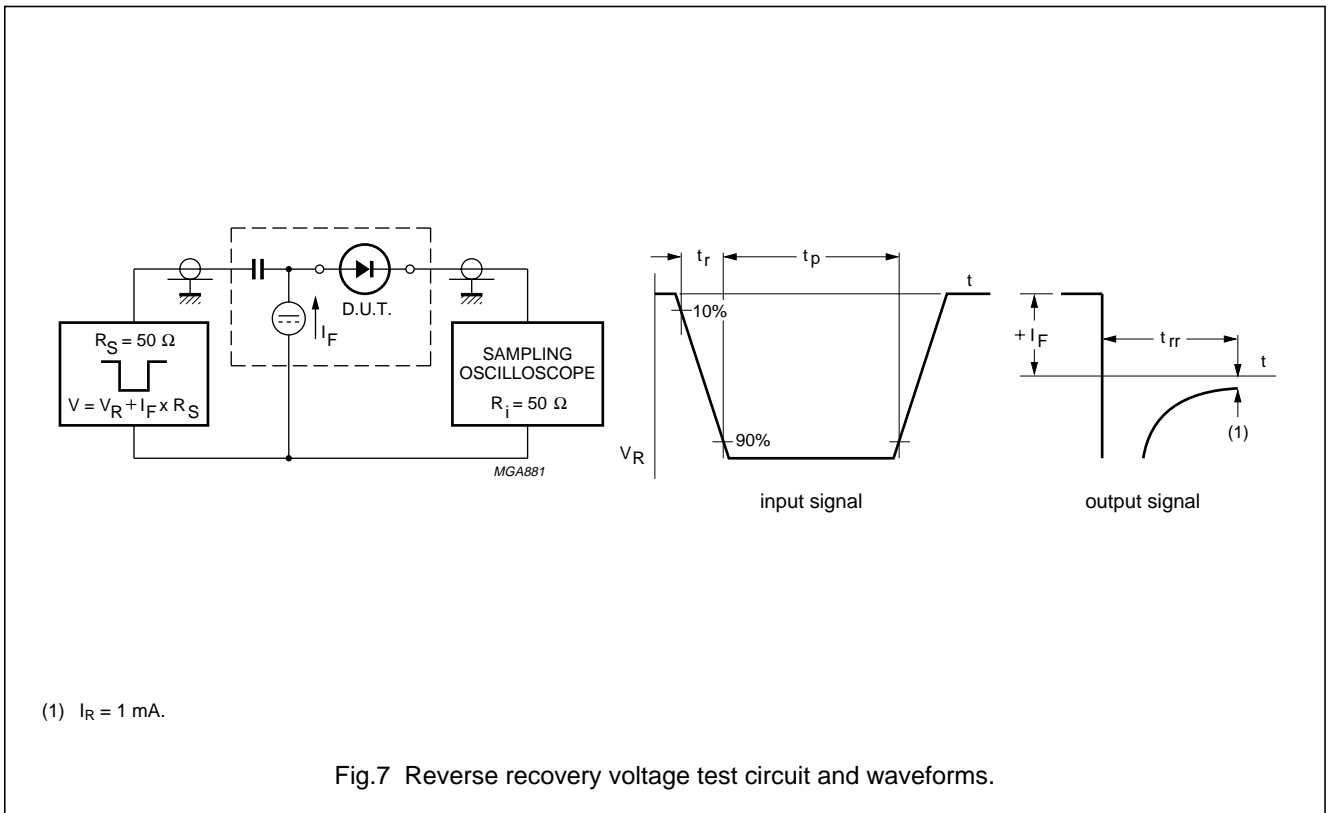 D.U.T.
I_F
R_S = 50 Ω
V = V_R + I_F x R_S
SAMPLING
OSCILLOSCOPE
R_i = 50 Ω
MGA881
t_r
t_p
t
10%
90%
V_R
input signal
+ I_F
t_rr
t
(1)
output signal
(1) I_R = 1 mA.
Fig.7 Reverse recovery voltage test circuit and waveforms.